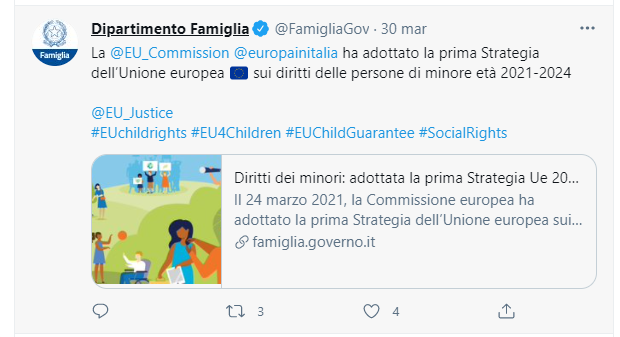 Dipartimento Famiglia @FamigliaGov · 30 mar
Famiglia
La @EU_Commission @europainitalia ha adottato la prima Strategia
dell'Unione europea sui diritti delle persone di minore età 2021-2024
@EU_Justice
#EUchildrights #EU4Children #EUChildGuarantee #SocialRights
Diritti dei minori: adottata la prima Strategia Ue 20...
Il 24 marzo 2021, la Commissione europea ha
adottato la prima Strategia dell'Unione europea sui...
famiglia.governo.it
3 4